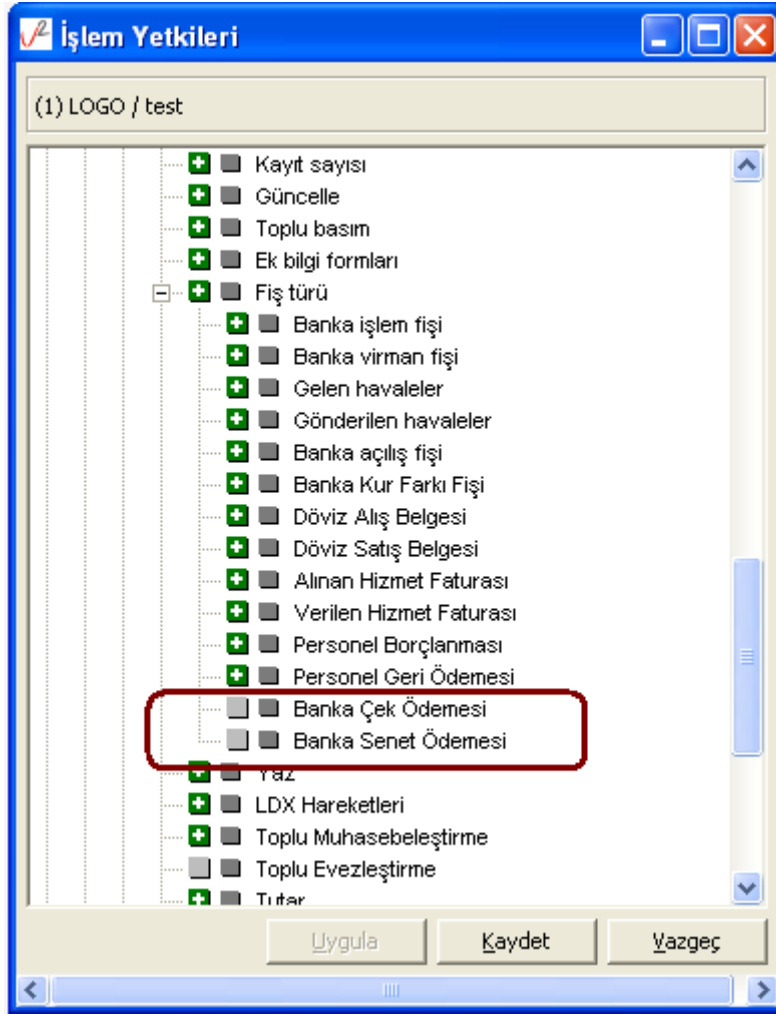 İşlem Yetkileri
(1) LOGO / test
Kayıt sayısı
Güncelle
Toplu basım
Ek bilgi formları
Fiş türü
Banka işlem fişi
Banka virman fişi
Gelen havaleler
Gönderilen havaleler
Banka açılış fişi
Banka Kur Farkı Fişi
Döviz Alış Belgesi
Döviz Satış Belgesi
Alınan Hizmet Faturası
Verilen Hizmet Faturası
Personel Borçlanması
Personel Geri Ödemesi
Banka Çek Ödemesi
Banka Senet Ödemesi
Yaz
LDX Hareketleri
Toplu Muhasebeleştirme
Toplu Evezleştirme
Tutar
Uygula Kaydet Vazgeç